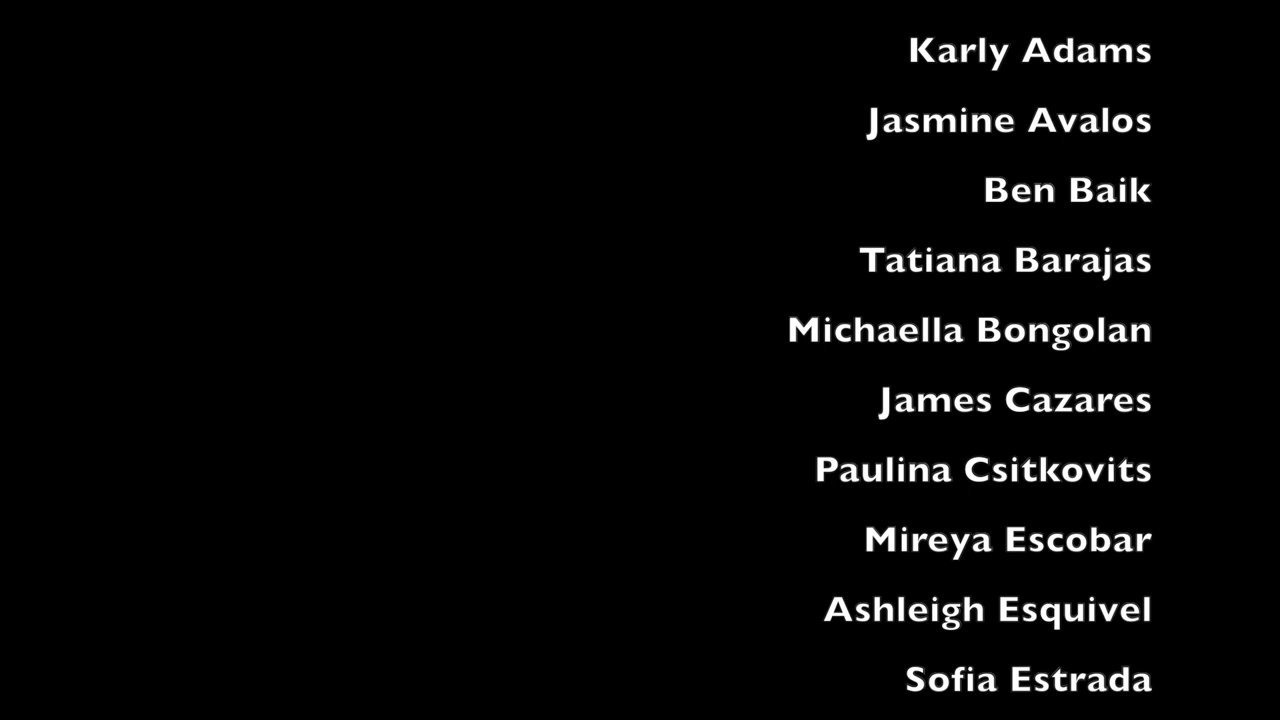 Karly Adams
Jasmine Avalos
Ben Baik
Tatiana Barajas
Michaella Bongolan
James Cazares
Paulina Csitkovits
Mireya Escobar
Ashleigh Esquivel
Sofia Estrada